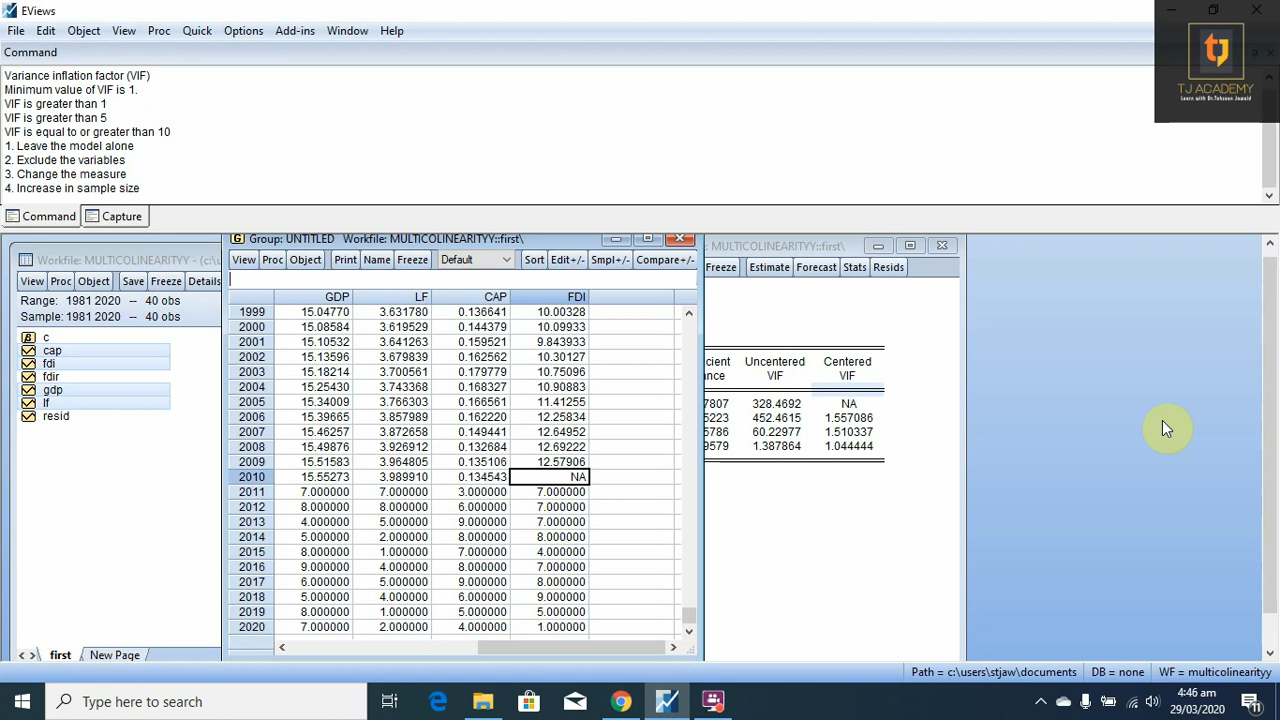 EViews
File Edit Object View Proc Quick Options Add-ins Window Help
Command
Variance inflation factor (VIF)
Minimum value of VIF is 1.
VIF is greater than 1
VIF is greater than 5
VIF is equal to or greater than 10
1. Leave the model alone
2. Exclude the variables
3. Change the measure
4. Increase in sample size
TJ ACADEMY
Learn with Dr.Tehseen Jawaid
Command Capture
Workfile: MULTICOLINEARITYY - (c:\u
View Proc Object Save Freeze Details
Range: 1981 2020 -- 40 obs
Sample: 1981 2020 -- 40 obs
c
cap
fdi
fdir
gdp
lf
resid
first New Page
Group: UNTITLED Workfile: MULTICOLINEARITYY::first\
View Proc Object Print Name Freeze Default Sort Edit+/- Smpl+/- Compare+/-
GDP LF CAP FDI
1999 15.04770 3.631780 0.136641 10.00328
2000 15.08584 3.619529 0.144379 10.09933
2001 15.10532 3.641263 0.159521 9.843933
2002 15.13596 3.679839 0.162562 10.30127
2003 15.18214 3.700561 0.179779 10.75096
2004 15.25430 3.743368 0.168327 10.90883
2005 15.34009 3.766303 0.166561 11.41255
2006 15.39665 3.857989 0.162220 12.25834
2007 15.46257 3.872658 0.149441 12.64952
2008 15.49876 3.926912 0.132684 12.69222
2009 15.51583 3.964805 0.135106 12.57906
2010 15.55273 3.989910 0.134543 NA
2011 7.000000 7.000000 3.000000 7.000000
2012 8.000000 8.000000 6.000000 7.000000
2013 4.000000 5.000000 9.000000 7.000000
2014 5.000000 2.000000 8.000000 8.000000
2015 8.000000 1.000000 7.000000 4.000000
2016 9.000000 4.000000 8.000000 7.000000
2017 6.000000 5.000000 9.000000 8.000000
2018 5.000000 4.000000 6.000000 9.000000
2019 8.000000 1.000000 5.000000 5.000000
2020 7.000000 2.000000 4.000000 1.000000
MULTICOLINEARITYY::first\
Freeze Estimate Forecast Stats Resids
cient Uncentered Centered
ance VIF VIF
7807 328.4692 NA
5223 452.4615 1.557086
5786 60.22977 1.510337
9579 1.387864 1.044444
Path = c:\users\stjaw\documents DB = none WF = multicolinearityy
Type here to search
4:46 am
29/03/2020
11